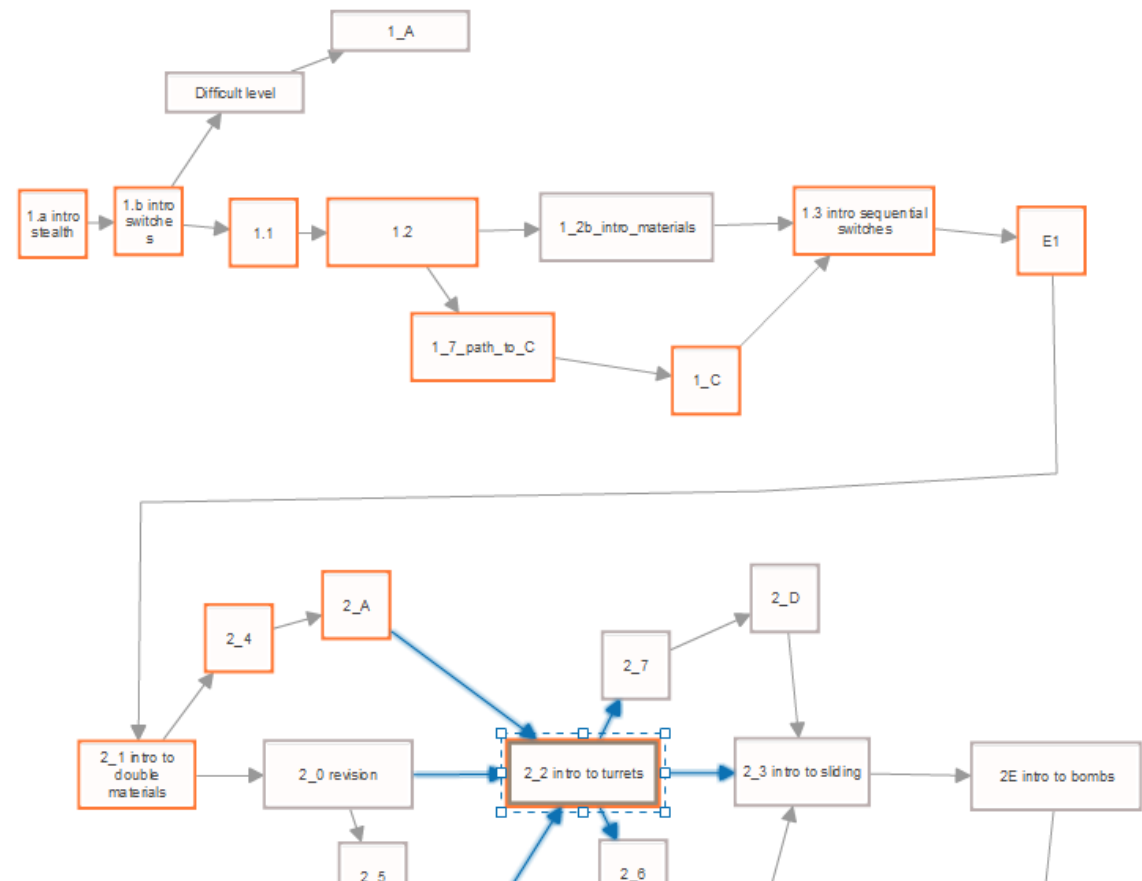 1_A
Difficult level
1.a intro
stealth
1.b intro
switche
s
1.1
1.2
1_2b_intro_materials
1.3 intro sequential
switches
E1
1_7_path_to_C
1_C
2_A
2_4
2_D
2_7
2_1 intro to
double
materials
2_0 revision
2_2 intro to turrets
2_3 intro to sliding
2E intro to bombs
2_5
2_6